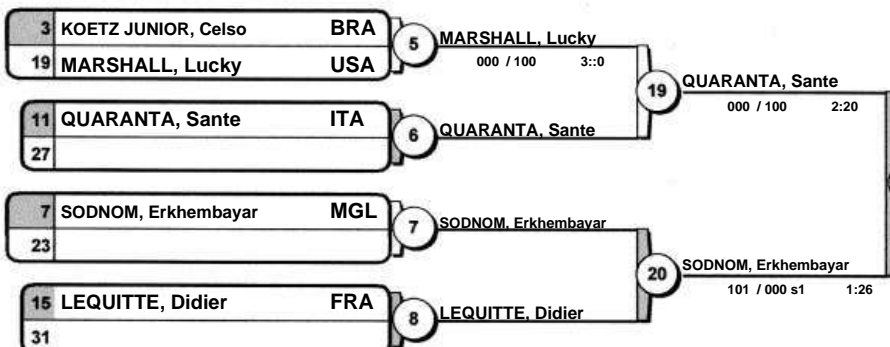 3 KOETZ JUNIOR, Celso BRA
19 MARSHALL, Lucky USA
5
MARSHALL, Lucky
000 / 100 3::0
11 QUARANTA, Sante ITA
27
6
QUARANTA, Sante
19
QUARANTA, Sante
000 / 100 2:20
7 SODNOM, Erkhembayar MGL
23
7
SODNOM, Erkhembayar
15 LEQUITTE, Didier FRA
31
8
LEQUITTE, Didier
20
SODNOM, Erkhembayar
101 / 000 s1 1:26